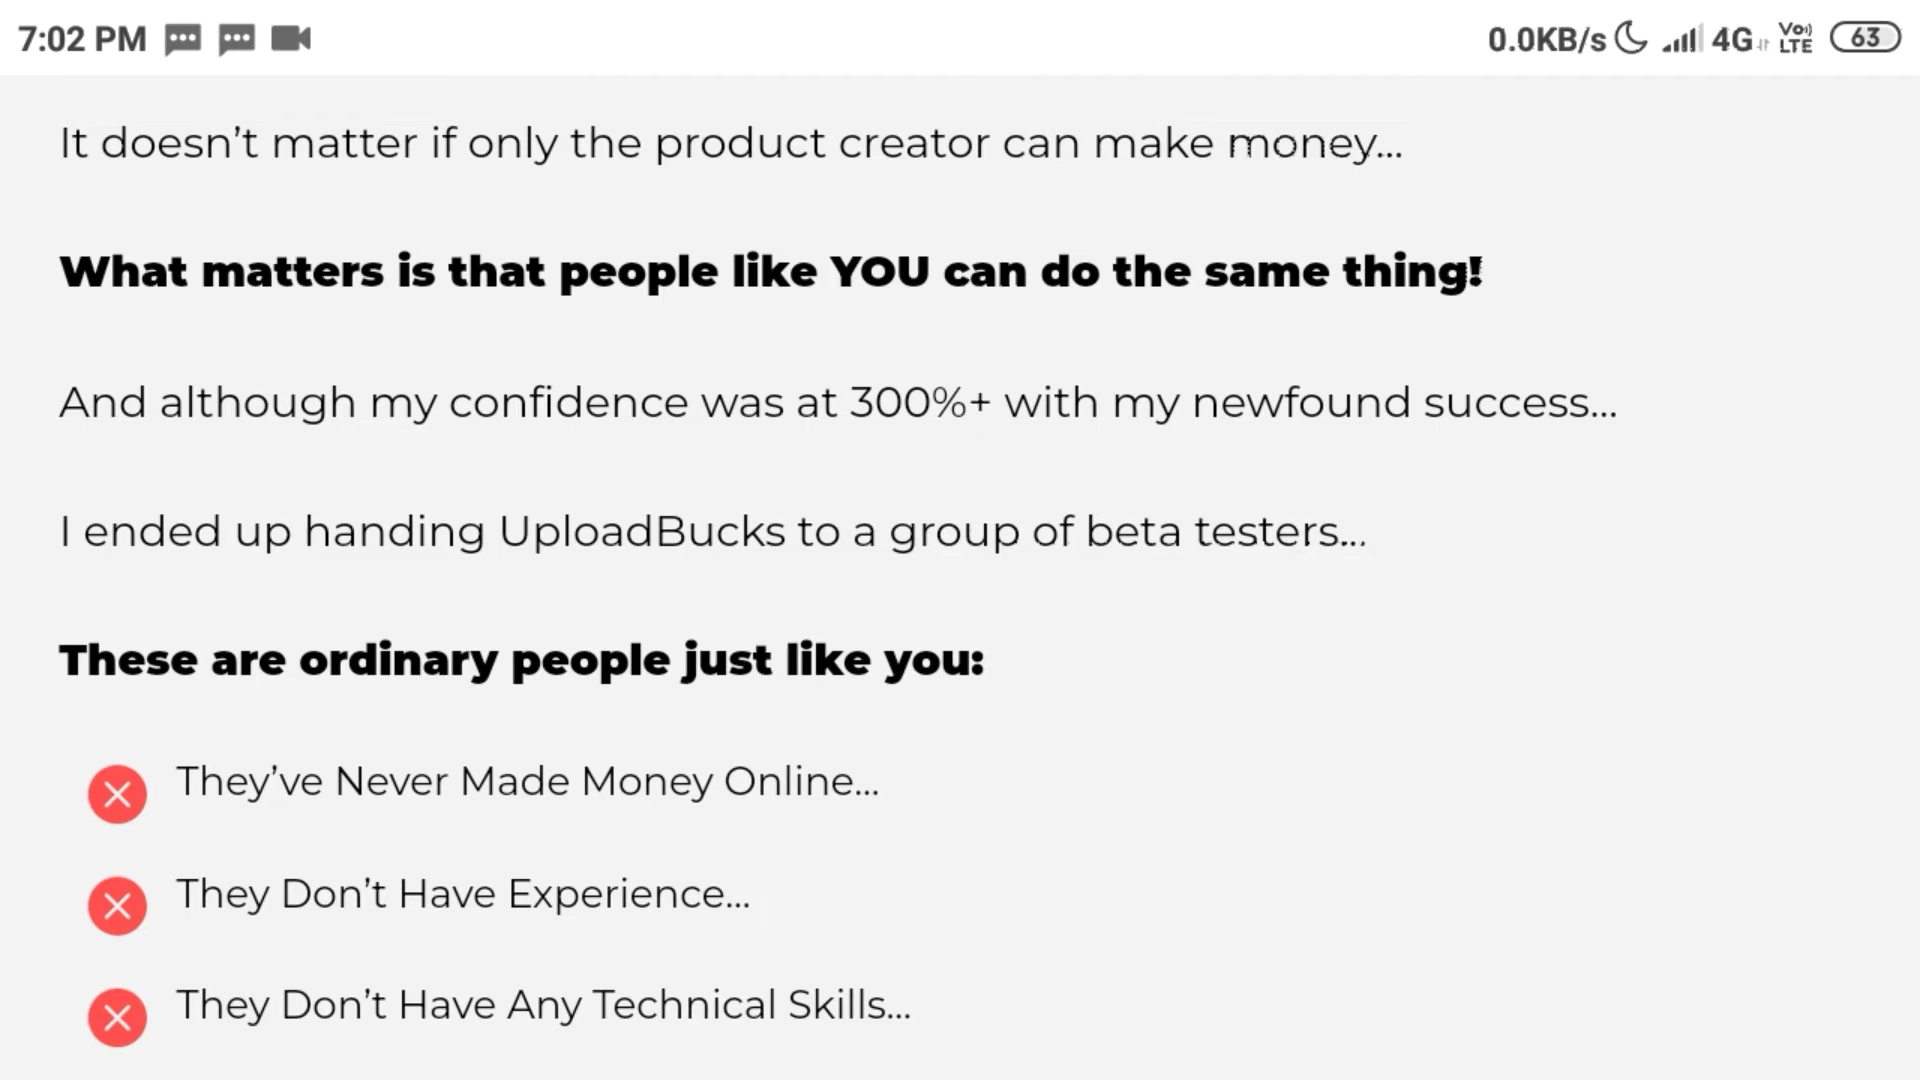 7:02 PM 0.0KB/s 4G VoLTE 63
It doesn’t matter if only the product creator can make money...
What matters is that people like YOU can do the same thing!
And although my confidence was at 300%+ with my newfound success...
I ended up handing UploadBucks to a group of beta testers...
These are ordinary people just like you:
They’ve Never Made Money Online...
They Don’t Have Experience...
They Don’t Have Any Technical Skills...